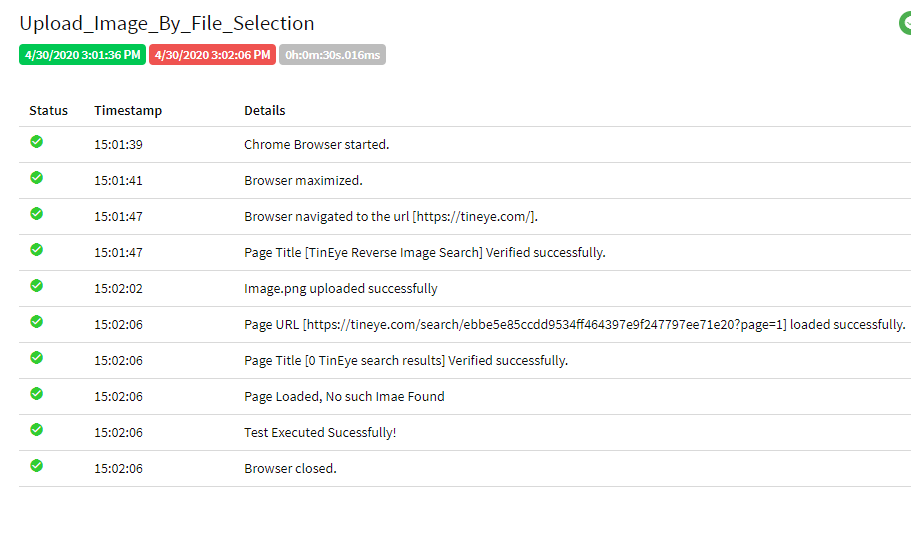 Upload_Image_By_File_Selection
4/30/2020 3:01:36 PM 4/30/2020 3:02:06 PM 0h:0m:30s.016ms
Status Timestamp Details
15:01:39 Chrome Browser started.
15:01:41 Browser maximized.
15:01:47 Browser navigated to the url [https://tineye.com/].
15:01:47 Page Title [TinEye Reverse Image Search] Verified successfully.
15:02:02 Image.png uploaded successfully
15:02:06 Page URL [https://tineye.com/search/ebbe5e85ccdd9534ff464397e9f247797ee71e20?page=1] loaded successfully.
15:02:06 Page Title [0 TinEye search results] Verified successfully.
15:02:06 Page Loaded, No such Imae Found
15:02:06 Test Executed Sucessfully!
15:02:06 Browser closed.